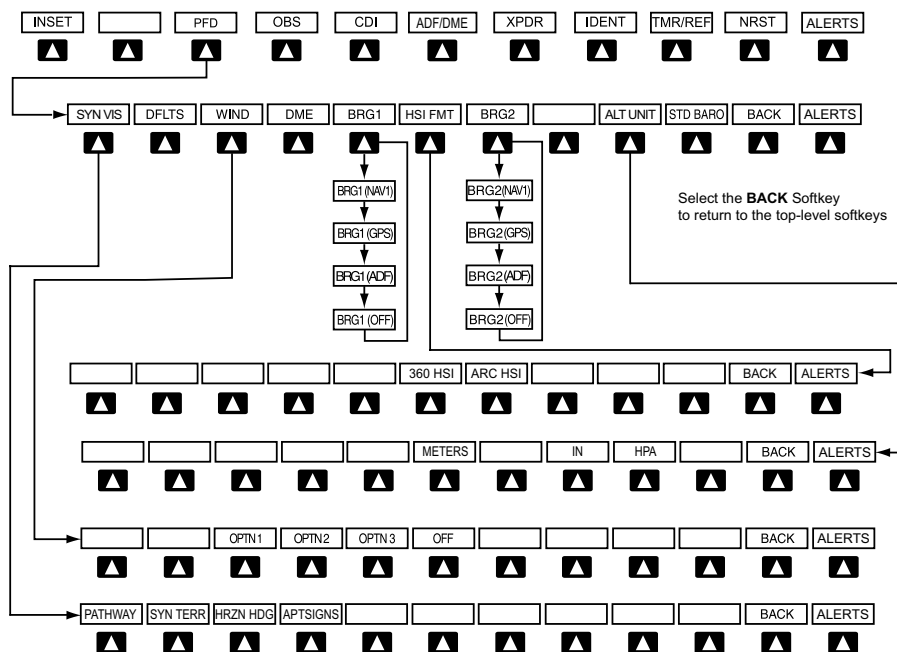 INSET PFD OBS CDI ADF/DME XPDR IDENT TMR/REF NRST ALERTS
SYN VIS DFLTS WIND DME BRG1 HSI FMT BRG2 ALT UNIT STD BARO BACK ALERTS
BRG1 (NAV1) BRG2 (NAV1)
Select the BACK Softkey
to return to the top-level softkeys
BRG1 (GPS) BRG2 (GPS)
BRG1 (ADF) BRG2 (ADF)
BRG1 (OFF) BRG2 (OFF)
360 HSI ARC HSI BACK ALERTS
METERS IN HPA BACK ALERTS
OPTN 1 OPTN 2 OPTN 3 OFF BACK ALERTS
PATHWAY SYN TERR HRZN HDG APTSIGNS BACK ALERTS